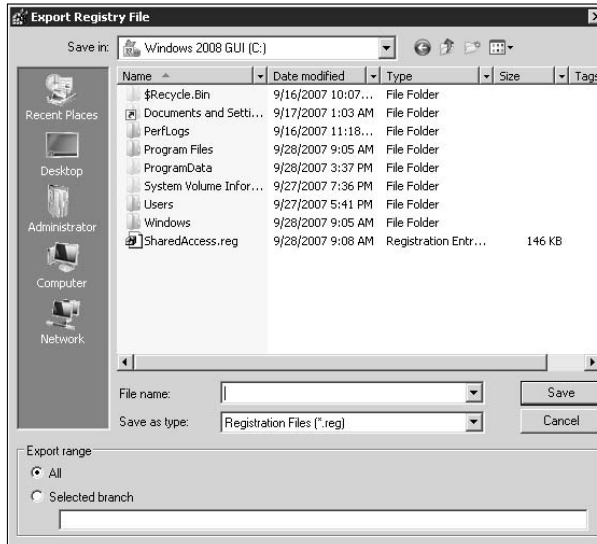 Export Registry File
Save in: Windows 2008 GUI (C:)
Name Date modified Type Size Tags
$Recycle.Bin 9/16/2007 10:07... File Folder
Documents and Setti... 9/17/2007 1:03 AM File Folder
PerfLogs 9/16/2007 11:18... File Folder
Program Files 9/28/2007 9:05 AM File Folder
ProgramData 9/28/2007 3:37 PM File Folder
System Volume Infor... 9/27/2007 7:36 PM File Folder
Users 9/27/2007 5:41 PM File Folder
Windows 9/28/2007 9:05 AM File Folder
SharedAccess.reg 9/28/2007 9:08 AM Registration Entr... 146 KB
Recent Places
Desktop
Administrator
Computer
Network
File name: Save
Save as type: Registration Files (*.reg) Cancel
Export range
All
Selected branch